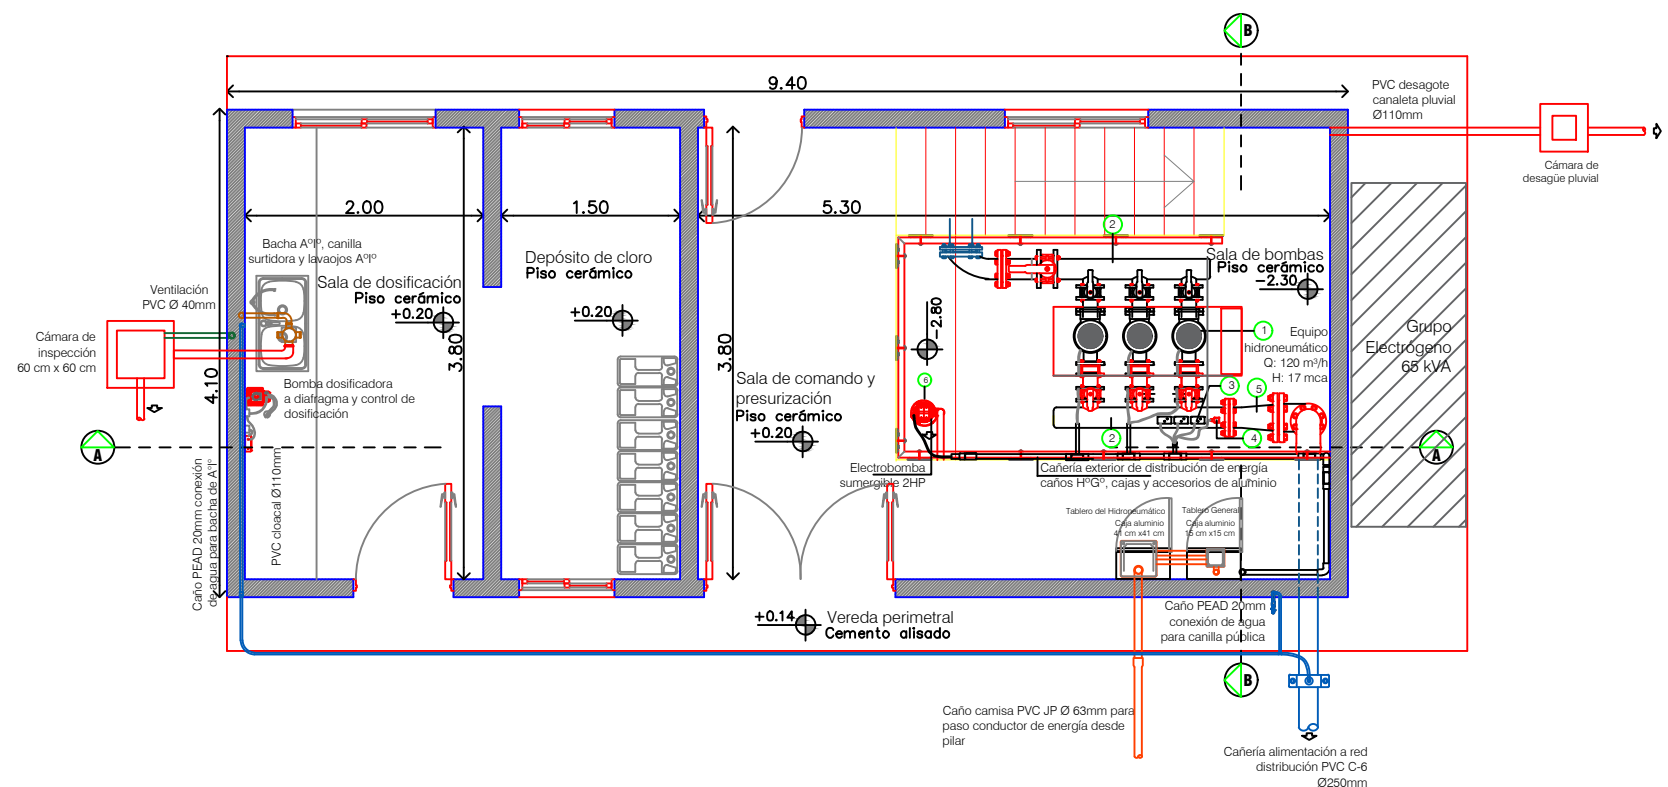 B
9.40
PVC desagote
canaleta pluvial
Ø110mm
Cámara de
desagüe pluvial
2.00
1.50
5.30
2
Bacha AºIº, canilla
surtidora y lavaojos AºIº
Sala de dosificación
Piso cerámico
+0.20
Depósito de cloro
Piso cerámico
+0.20
Sala de bombas
Piso cerámico
-2.30
Ventilación
PVC Ø 40mm
Cámara de
inspección
60 cm x 60 cm
4.10
3.80
3.80
-2.80
1
Equipo
hidroneumático
Q: 120 m³/h
H: 17 mca
Grupo
Electrógeno
65 kVA
Bomba dosificadora
a diafragma y control de
dosificación
Sala de comando y
presurización
Piso cerámico
+0.20
6
3
5
2
4
A
A
Electrobomba
sumergible 2HP
Cañería exterior de distribución de energía
caños HºGº, cajas y accesorios de aluminio
Caño PEAD 20mm conexión
de agua para bacha de AºIº
PVC cloacal Ø110mm
Tablero del Hidroneumático
Caja aluminio
41 cm x41 cm
Tablero General
Caja aluminio
15 cm x15 cm
+0.14
Vereda perimetral
Cemento alisado
Caño PEAD 20mm
conexión de agua
para canilla pública
B
Caño camisa PVC JP Ø 63mm para
paso conductor de energía desde
pilar
Cañería alimentación a red
distribución PVC C-6
Ø250mm